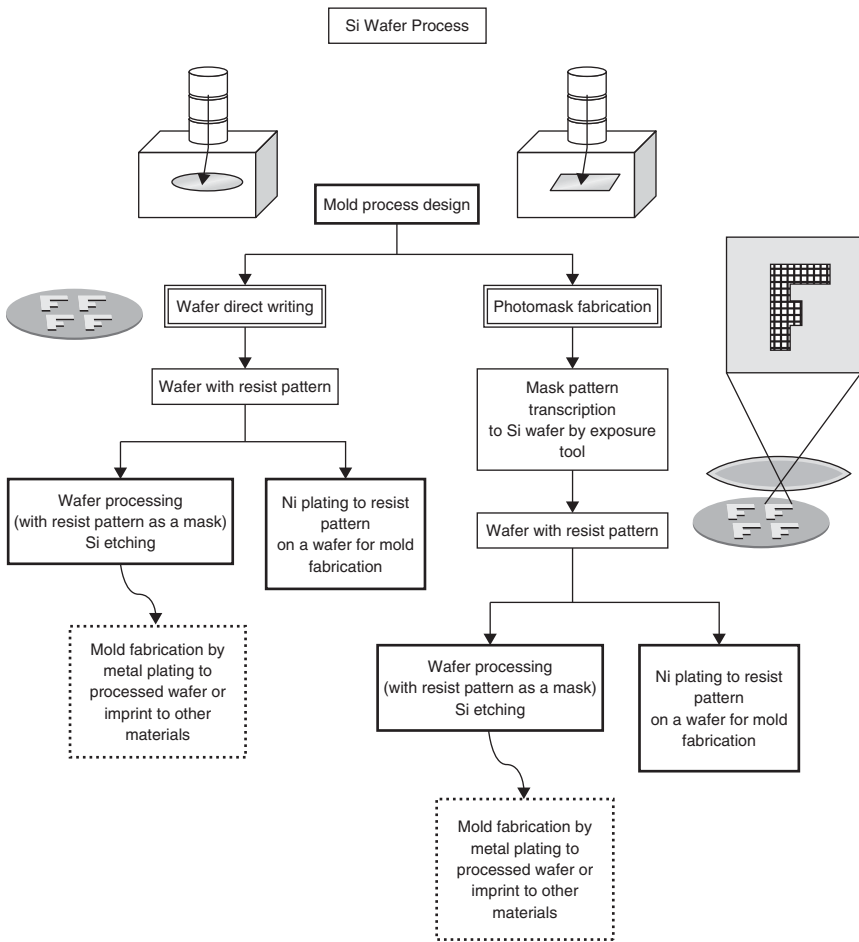 Si Wafer Process
Mold process design
Wafer direct writing
Photomask fabrication
Wafer with resist pattern
Mask pattern
transcription
to Si wafer by exposure
tool
Wafer processing
(with resist pattern as a mask)
Si etching
Ni plating to resist
pattern
on a wafer for mold
fabrication
Wafer with resist pattern
Mold fabrication by
metal plating to
processed wafer or
imprint to other
materials
Wafer processing
(with resist pattern as a mask)
Si etching
Ni plating to resist
pattern
on a wafer for mold
fabrication
Mold fabrication by
metal plating to
processed wafer or
imprint to other
materials
F
F F
F F
F F
F F